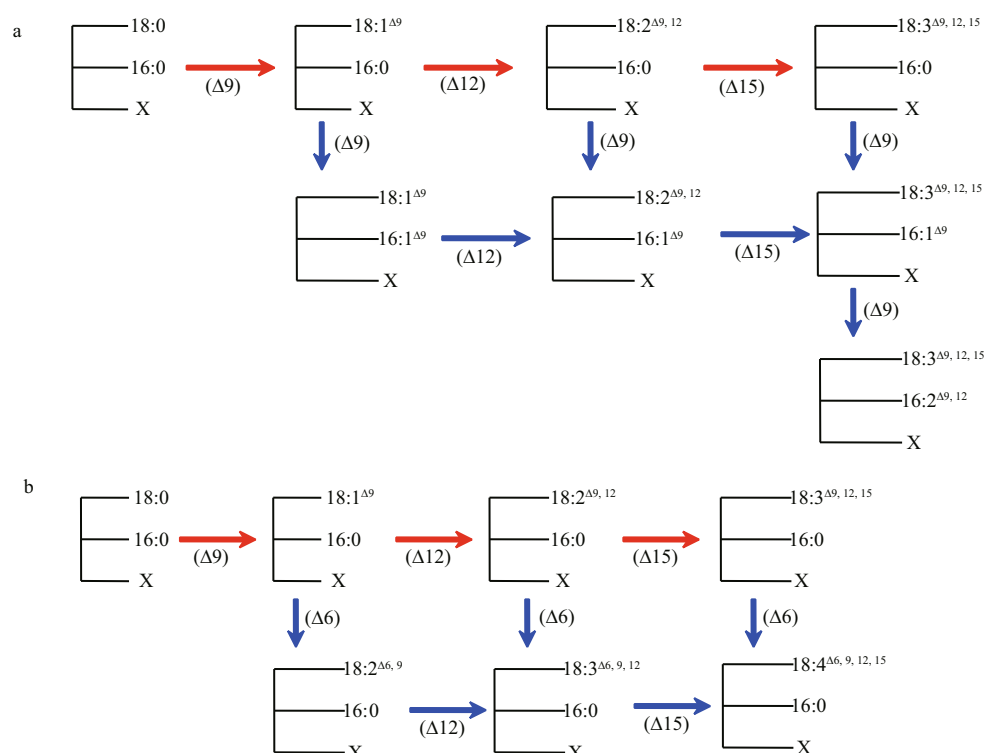 a
18:0 18:1Δ9 18:2Δ9, 12 18:3Δ9, 12, 15
16:0 16:0 16:0 16:0
(Δ9) (Δ12) (Δ15)
X X X X
(Δ9) (Δ9) (Δ9)
18:1Δ9 18:2Δ9, 12 18:3Δ9, 12, 15
16:1Δ9 16:1Δ9 16:1Δ9
(Δ12) (Δ15)
X X X
(Δ9)
18:3Δ9, 12, 15
16:2Δ9, 12
X
b
18:0 18:1Δ9 18:2Δ9, 12 18:3Δ9, 12, 15
16:0 16:0 16:0 16:0
(Δ9) (Δ12) (Δ15)
X X X X
(Δ6) (Δ6) (Δ6)
18:2Δ6, 9 18:3Δ6, 9, 12 18:4Δ6, 9, 12, 15
16:0 16:0 16:0
(Δ12) (Δ15)
X X X